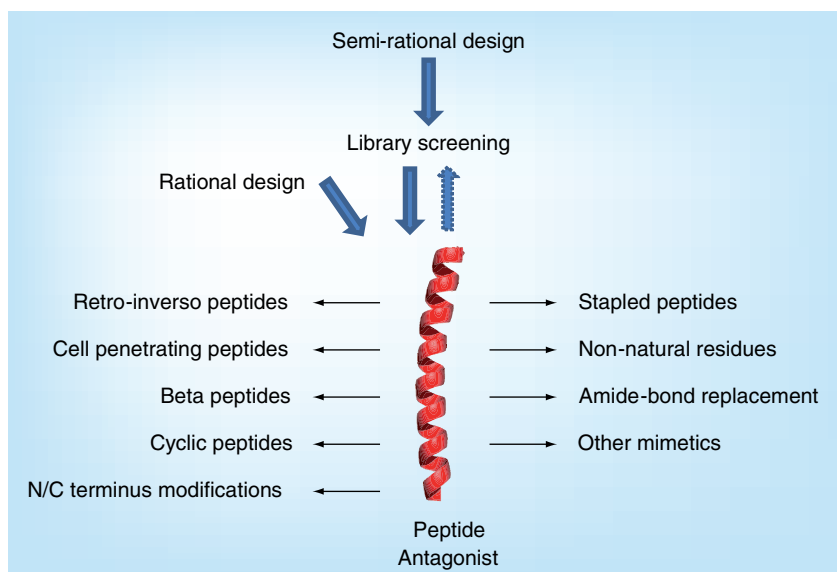 Semi-rational design
Library screening
Rational design
Retro-inverso peptides
Stapled peptides
Cell penetrating peptides
Non-natural residues
Beta peptides
Amide-bond replacement
Cyclic peptides
Other mimetics
N/C terminus modifications
Peptide
Antagonist